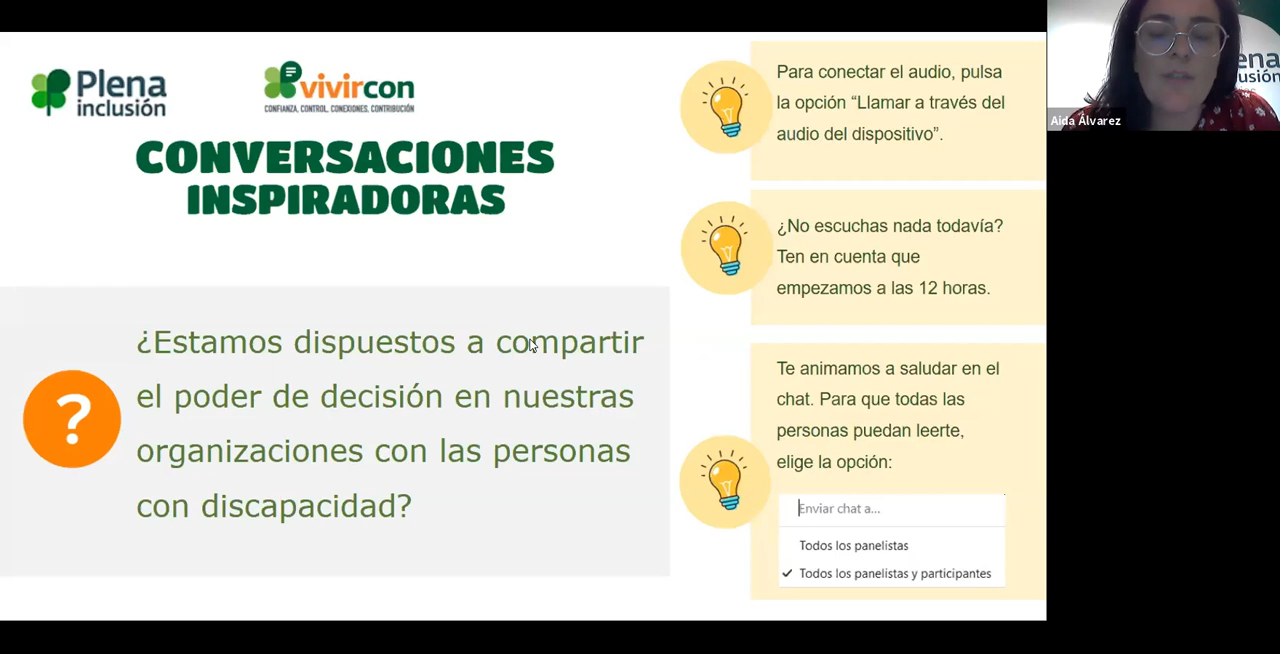 Plena
inclusión
vivircon
CONFIANZA, CONTROL, CONEXIONES, CONTRIBUCIÓN
CONVERSACIONES
INSPIRADORAS
?
¿Estamos dispuestos a compartir
el poder de decisión en nuestras
organizaciones con las personas
con discapacidad?
Para conectar el audio, pulsa
la opción “Llamar a través del
audio del dispositivo”.
¿No escuchas nada todavía?
Ten en cuenta que
empezamos a las 12 horas.
Te animamos a saludar en el
chat. Para que todas las
personas puedan leerte,
elige la opción:
Enviar chat a...
Todos los panelistas
Todos los panelistas y participantes
Aida Álvarez
ena
usión